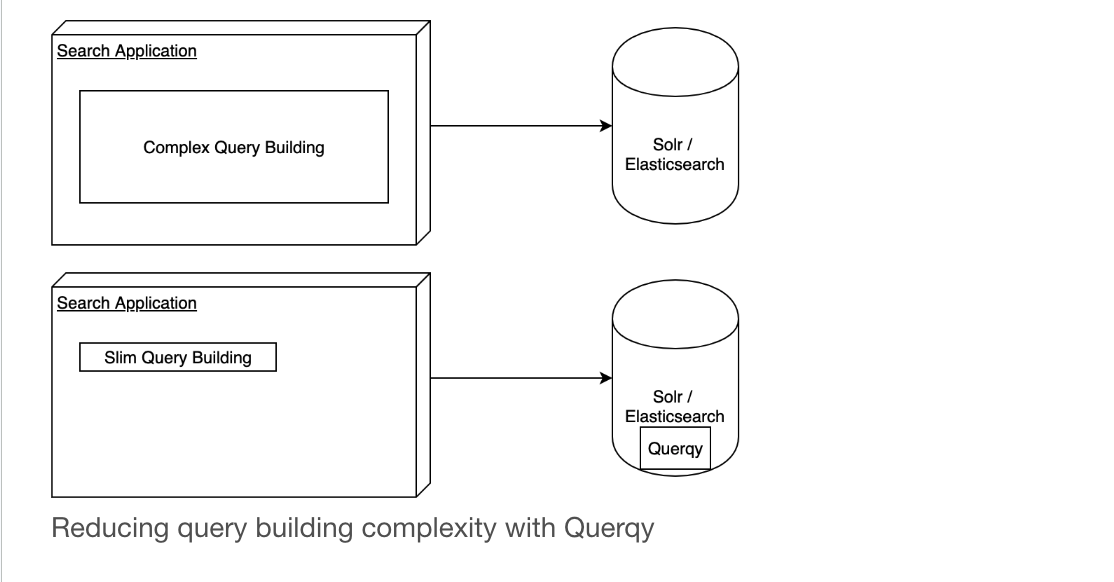 Search Application
Complex Query Building
Solr /
Elasticsearch
Search Application
Slim Query Building
Solr /
Elasticsearch
Querqy
Reducing query building complexity with Querqy